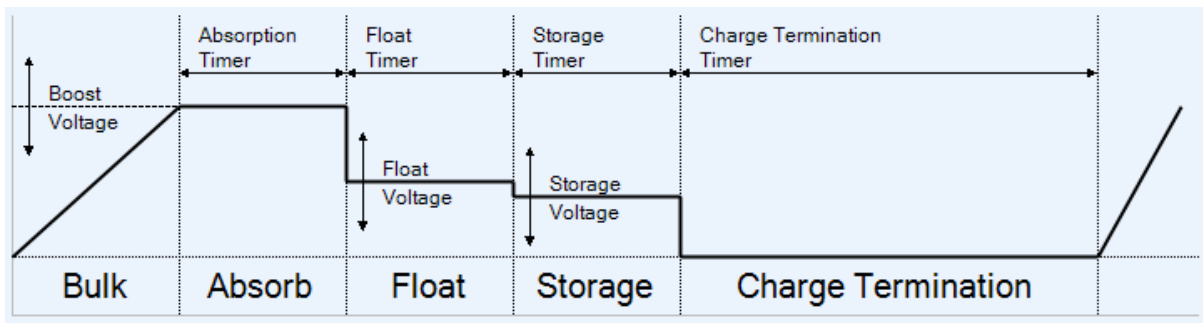 Absorption
Timer
Float
Timer
Storage
Timer
Charge Termination
Timer
Boost
Voltage
Float
Voltage
Storage
Voltage
Bulk
Absorb
Float
Storage
Charge Termination